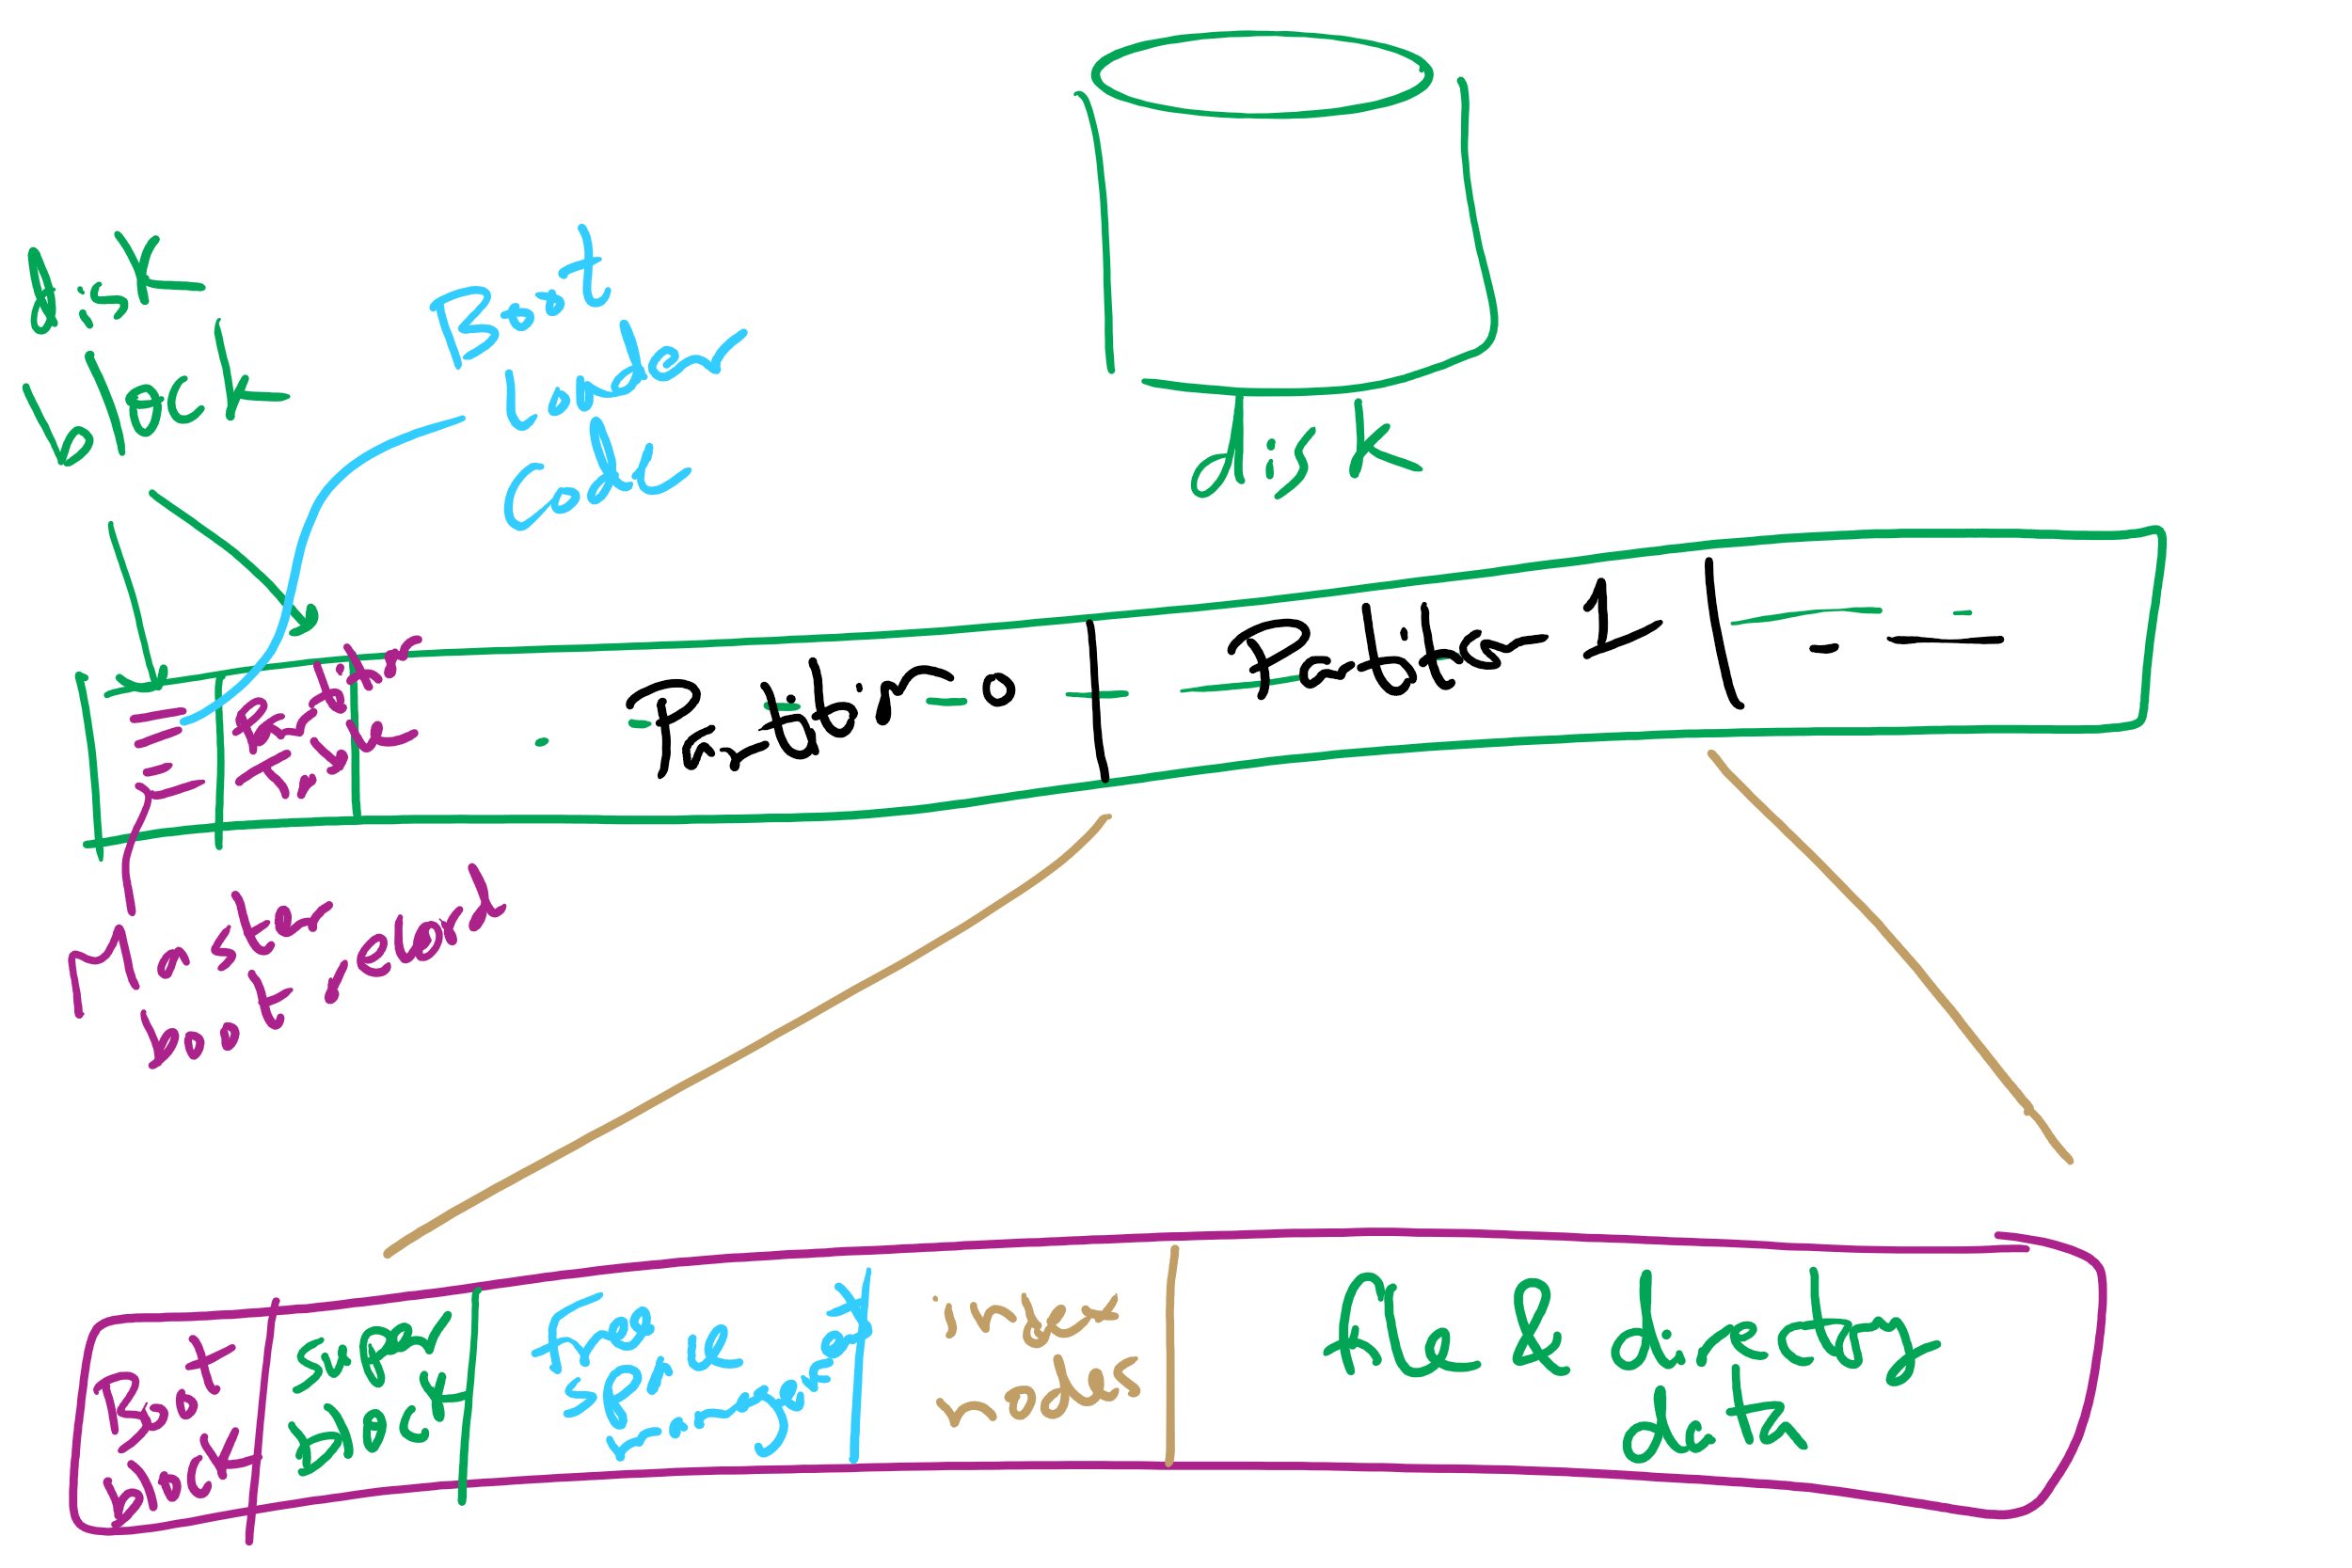 disk
block
Boot
loader
Code
disk
Partition
Table
Partition 0
Partition 1
Master
boot record
Boot
block
super
block
Free
space
mangt
index
nodes
File & directory
data